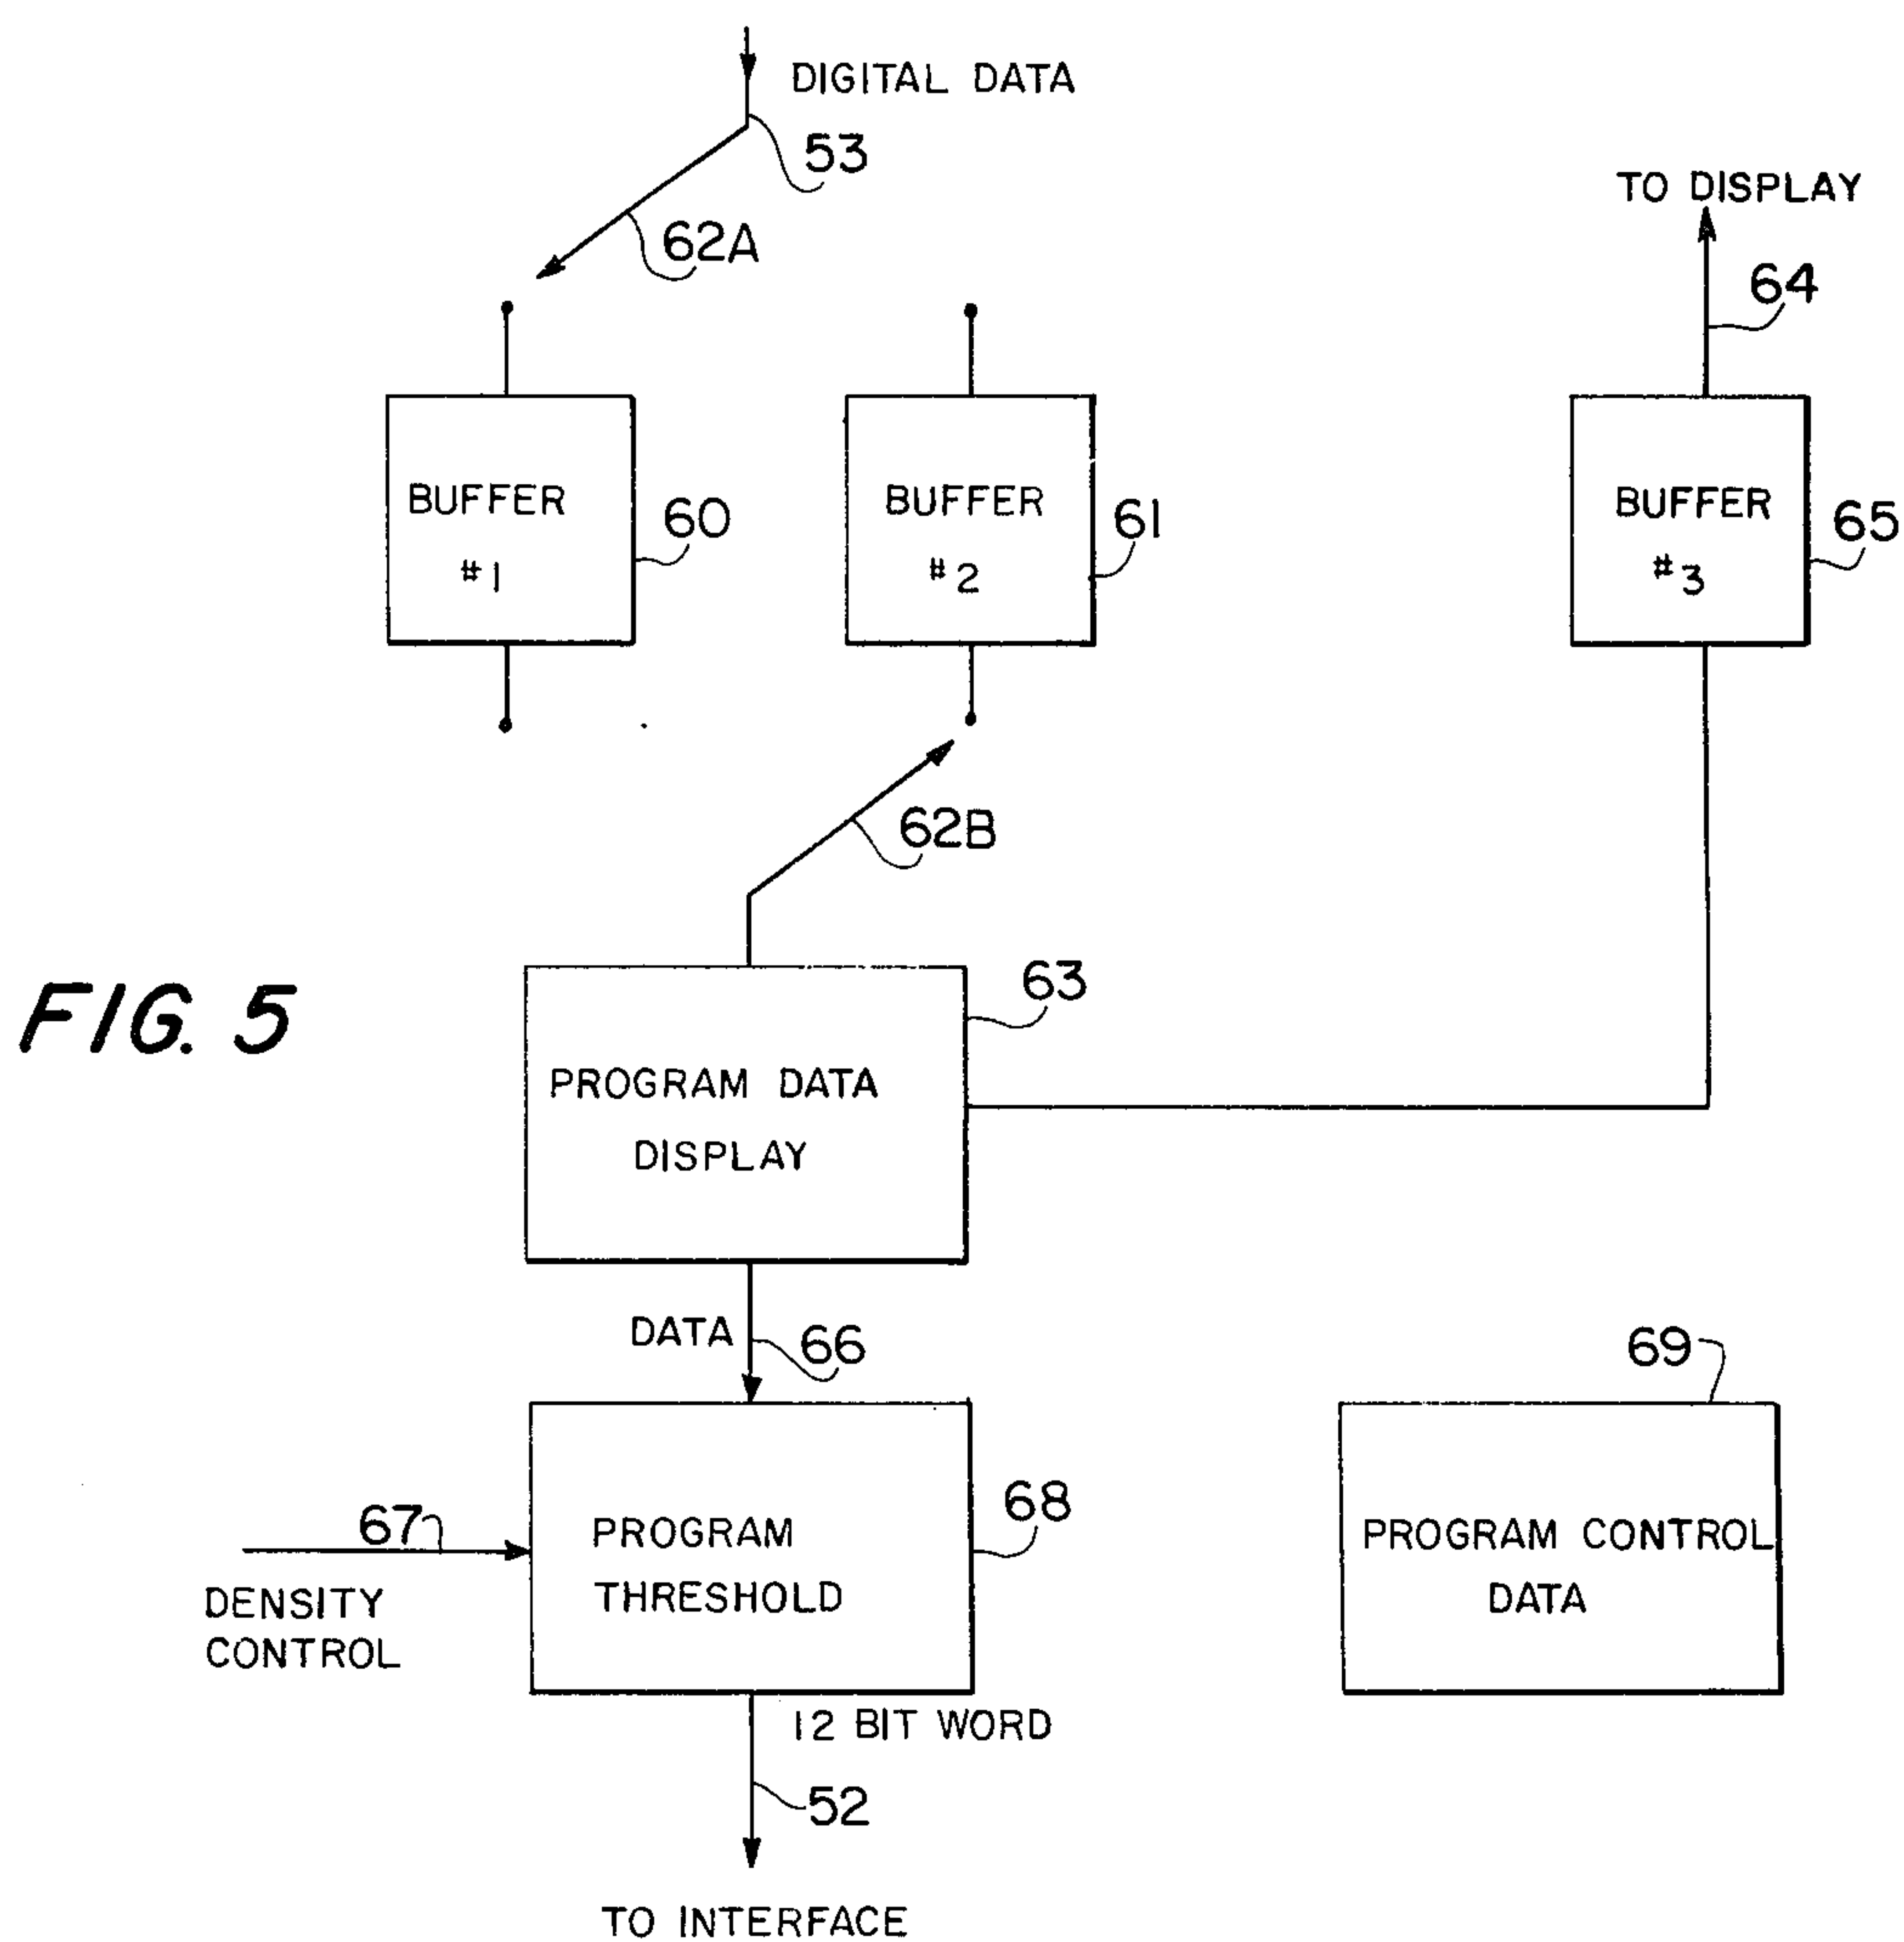 DIGITAL DATA
53
TO DISPLAY
62A
64
BUFFER
#1
60
BUFFER
#2
61
BUFFER
#3
65
62B
63
FIG. 5
PROGRAM DATA
DISPLAY
DATA
66
69
67
68
PROGRAM
THRESHOLD
PROGRAM CONTROL
DATA
DENSITY
CONTROL
12 BIT WORD
52
TO INTERFACE